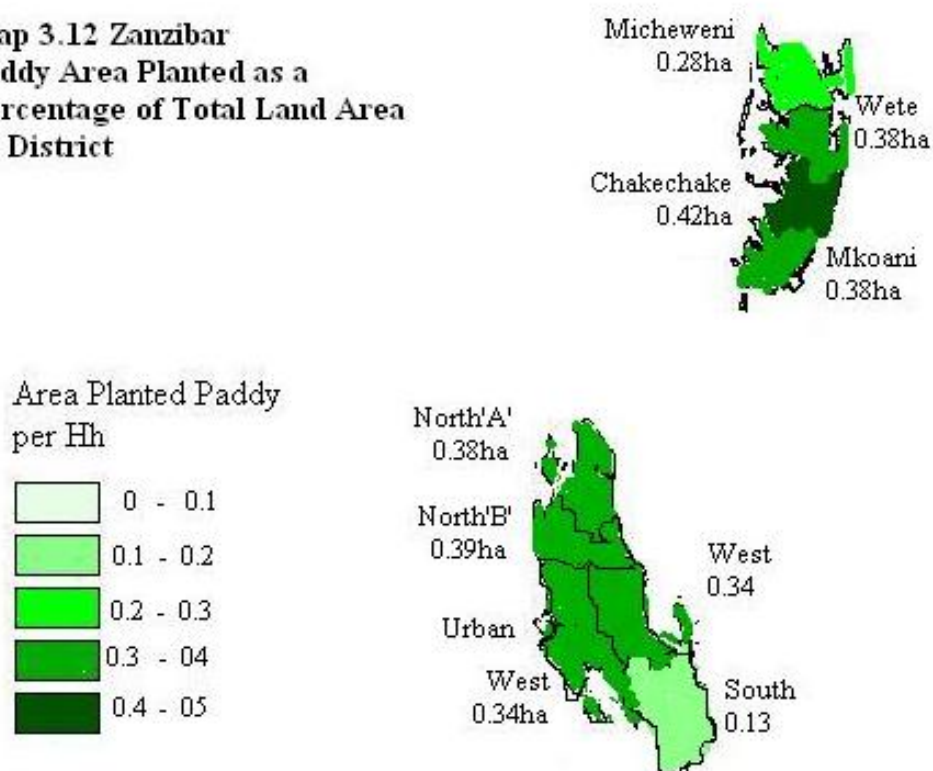 ap 3.12 Zanzibar
ddy Area Planted as a
rcentage of Total Land Area
District
Micheweni
0.28ha
Wete
0.38ha
Chakechake
0.42ha
Mkoani
0.38ha
Area Planted Paddy
per Hh
0 - 0.1
0.1 - 0.2
0.2 - 0.3
0.3 - 04
0.4 - 05
North'A'
0.38ha
North'B'
0.39ha
West
0.34
Urban
West
0.34ha
South
0.13